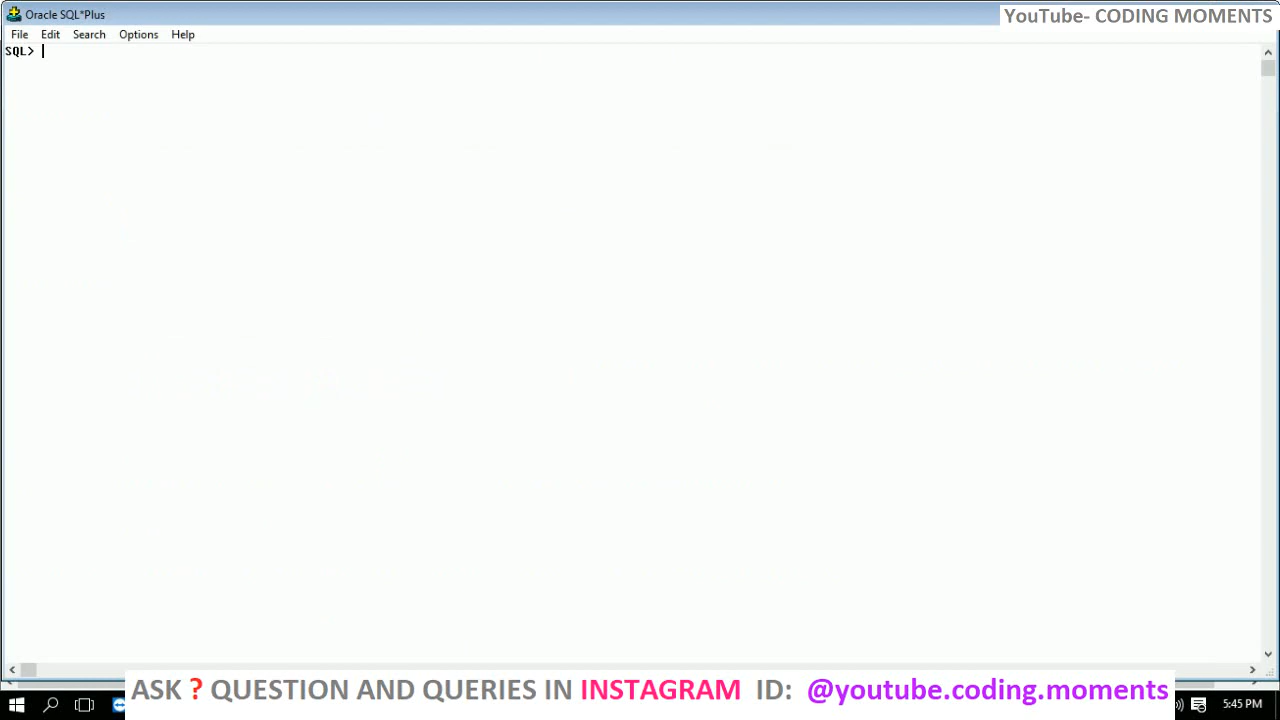 Oracle SQL*Plus
YouTube- CODING MOMENTS
File Edit Search Options Help
SQL>
ASK ? QUESTION AND QUERIES IN INSTAGRAM ID: @youtube.coding.moments
5:45 PM